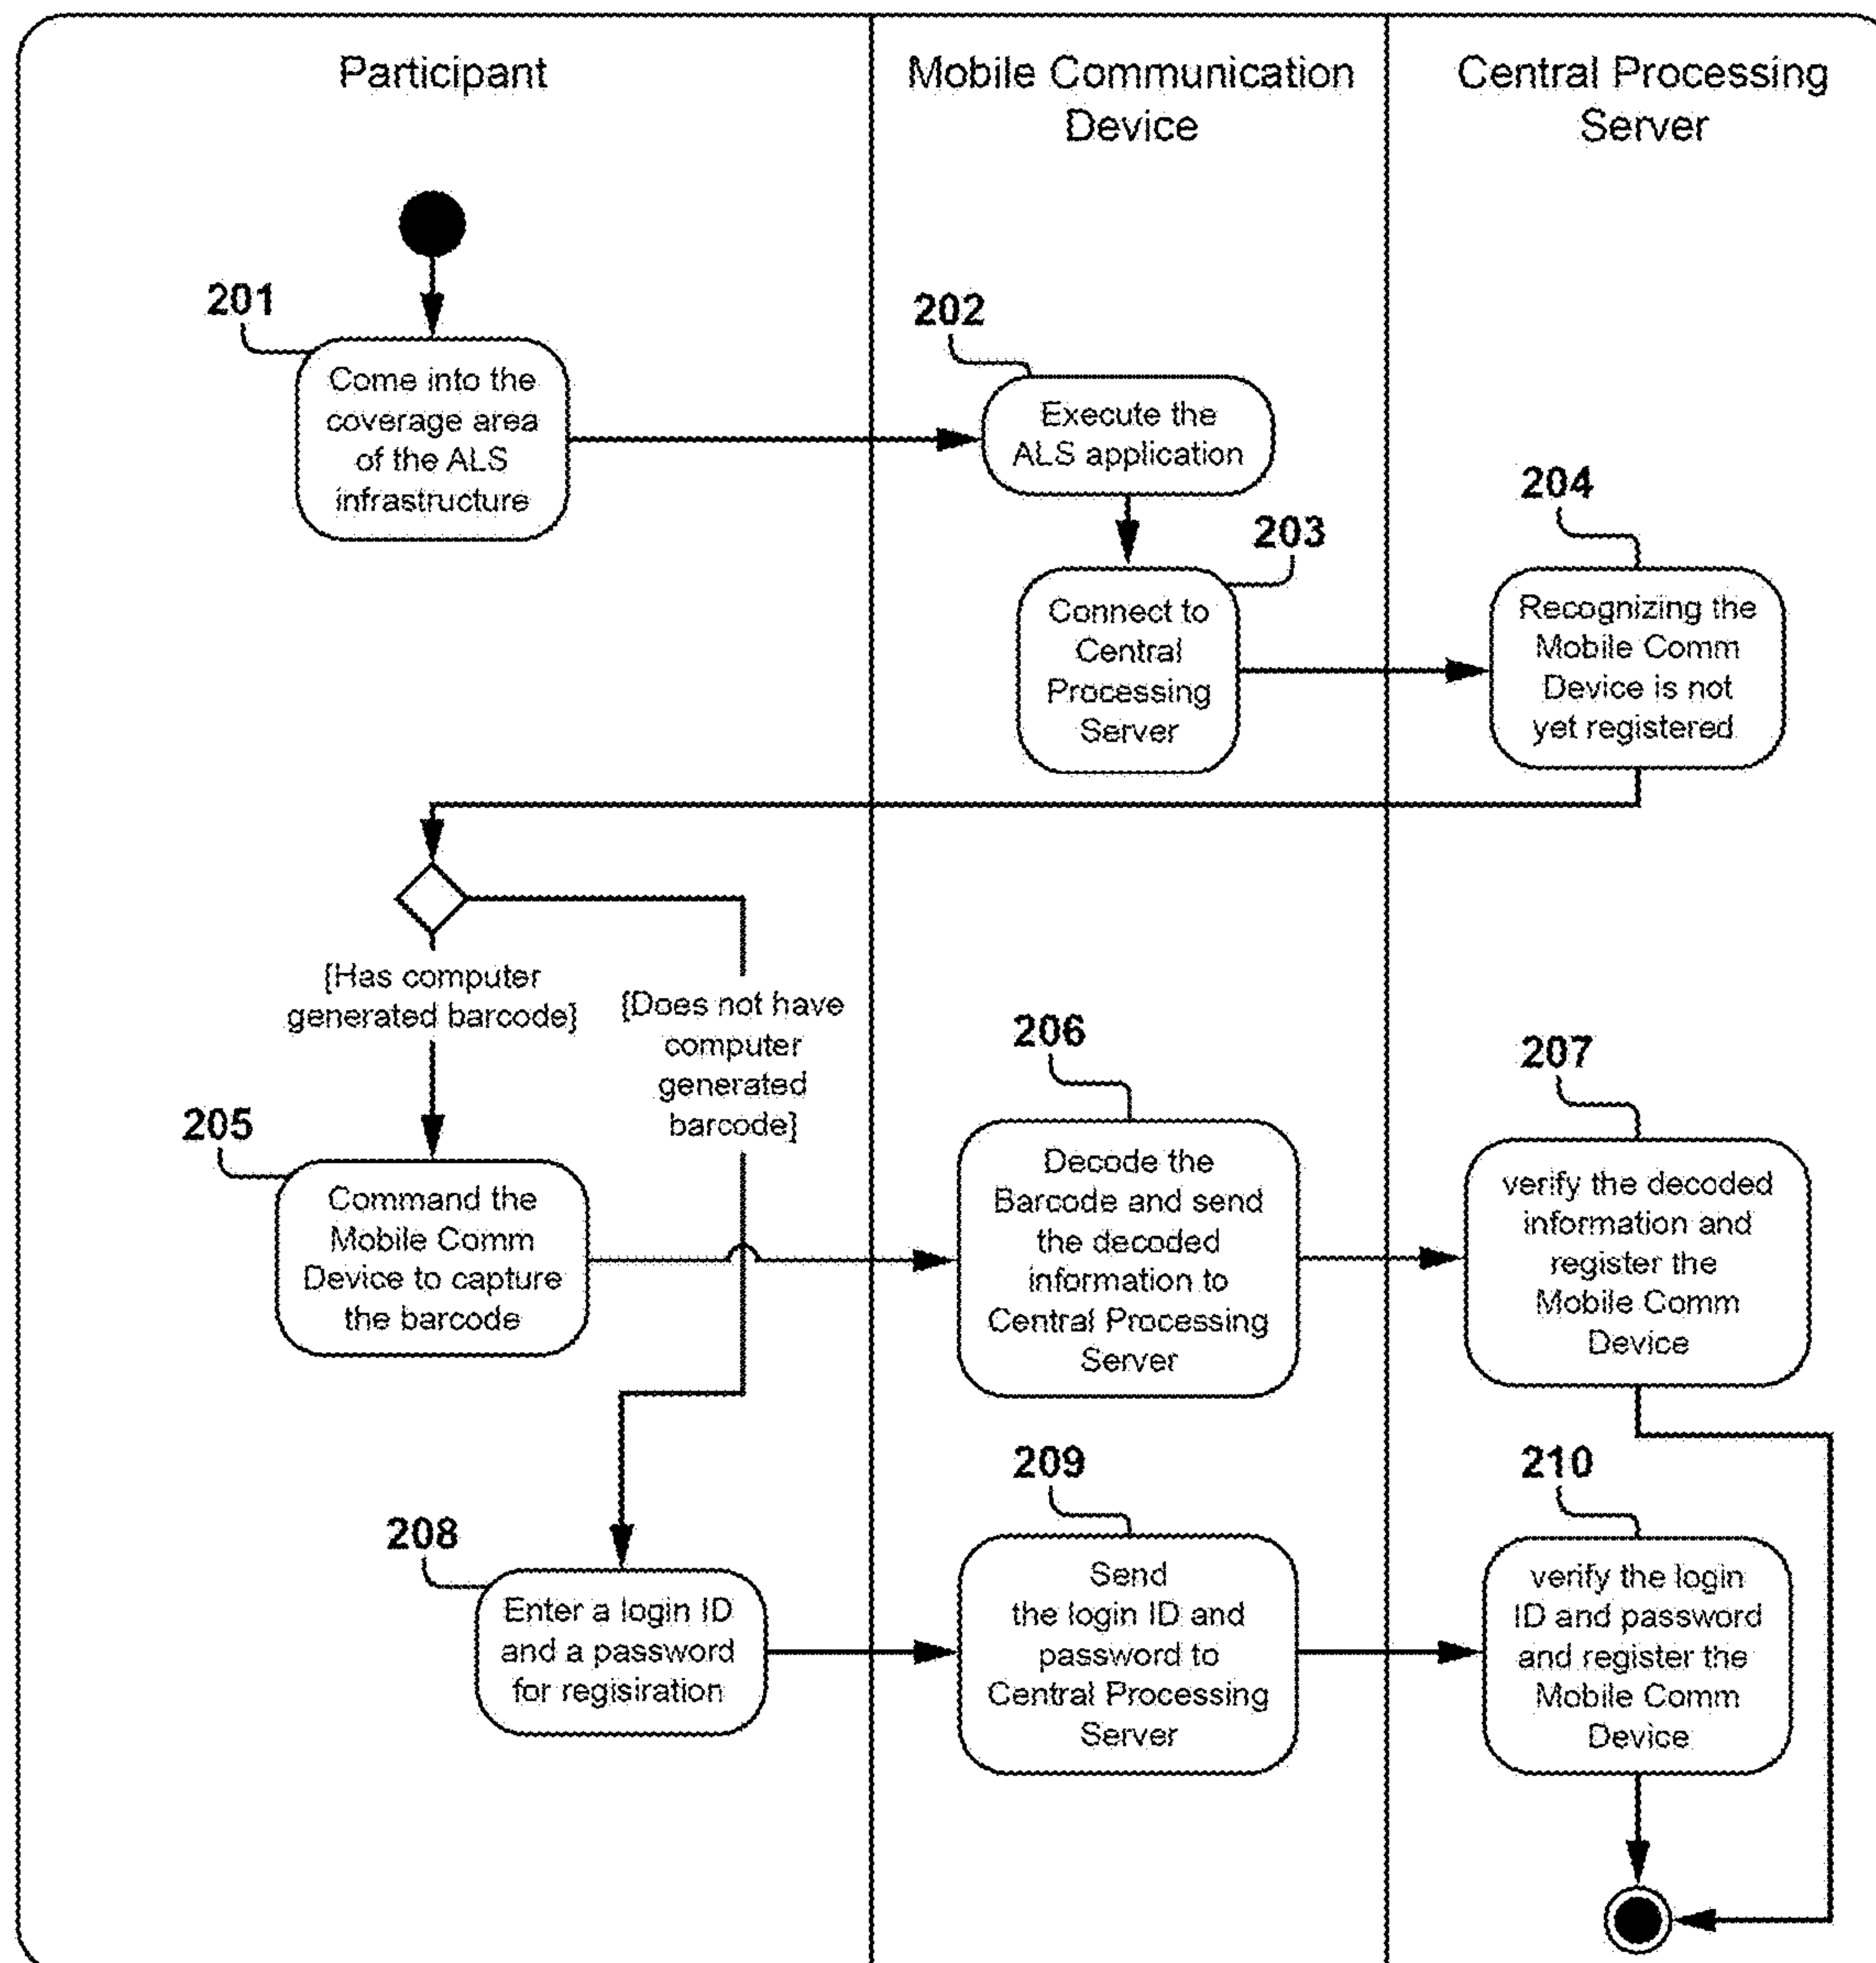 Participant
Mobile Communication
Device
Central Processing
Server
201
Come into the
coverage area
of the ALS
infrastructure
202
Execute the
ALS application
203
Connect to
Central
Processing
Server
204
Recognizing the
Mobile Comm
Device is not
yet registered
[Has computer
generated barcode]
[Does not have
computer
generated
barcode]
205
Command the
Mobile Comm
Device to capture
the barcode
206
Decode the
Barcode and send
the decoded
information to
Central Processing
Server
207
verify the decoded
information and
register the
Mobile Comm
Device
208
Enter a login ID
and a password
for regisiration
209
Send
the login ID and
password to
Central Processing
Server
210
verify the login
ID and password
and register the
Mobile Comm
Device